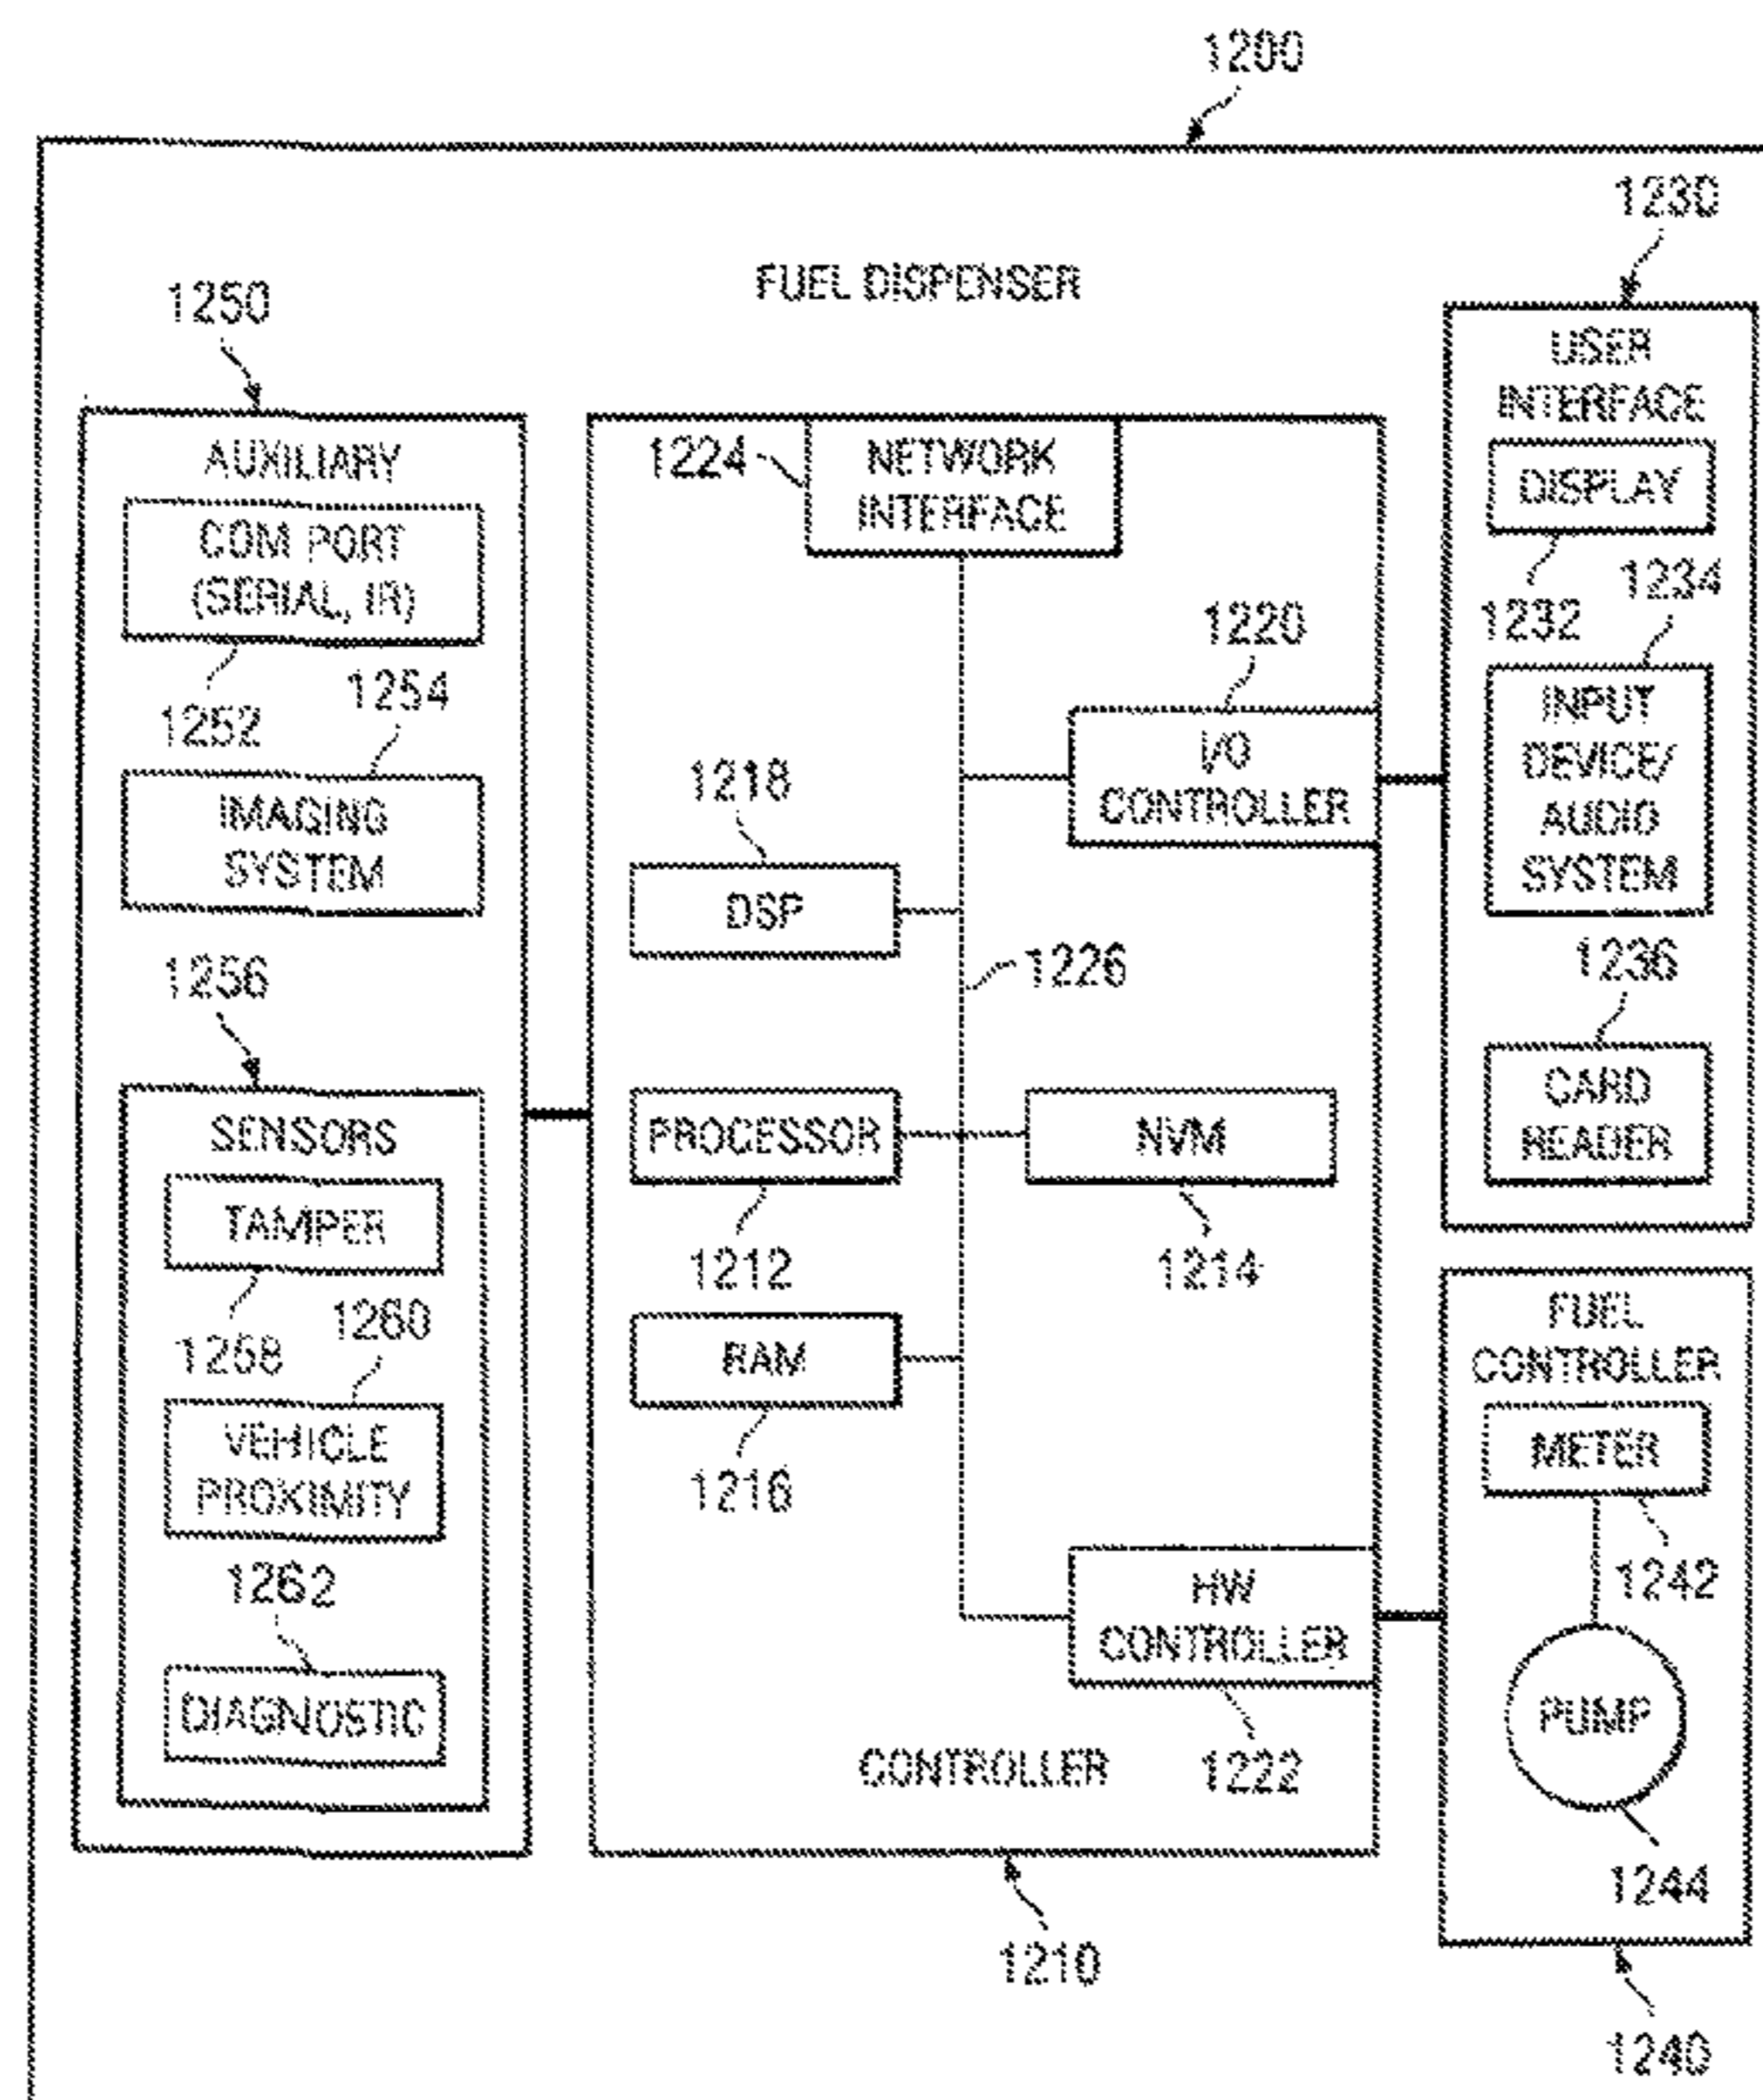 1200
1230
FUEL DISPENSER
1250
USER
INTERFACE
AUXILIARY
1224
NETWORK
INTERFACE
DISPLAY
COM PORT
(SERIAL, IR)
1232
1234
1220
1252
1254
I/O
CONTROLLER
INPUT
DEVICE/
AUDIO
SYSTEM
1218
IMAGING
SYSTEM
DSP
1226
1236
1256
CARD
READER
SENSORS
PROCESSOR
NVM
TAMPER
1212
1214
FUEL
CONTROLLER
1258
1260
RAM
METER
VEHICLE
PROXIMITY
1216
1242
1262
HW
CONTROLLER
PUMP
DIAGNOSTIC
CONTROLLER
1222
1244
1210
1240